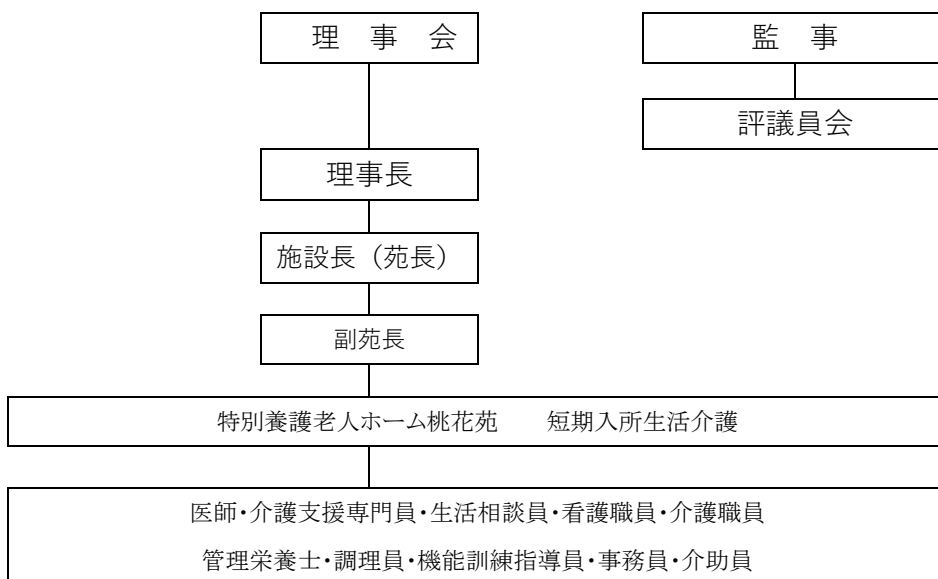 理　事　会
監　事
評議員会
理事長
施設長（苑長）
副苑長
特別養護老人ホーム桃花苑　　短期入所生活介護
医師・介護支援専門員・生活相談員・看護職員・介護職員
管理栄養士・調理員・機能訓練指導員・事務員・介助員